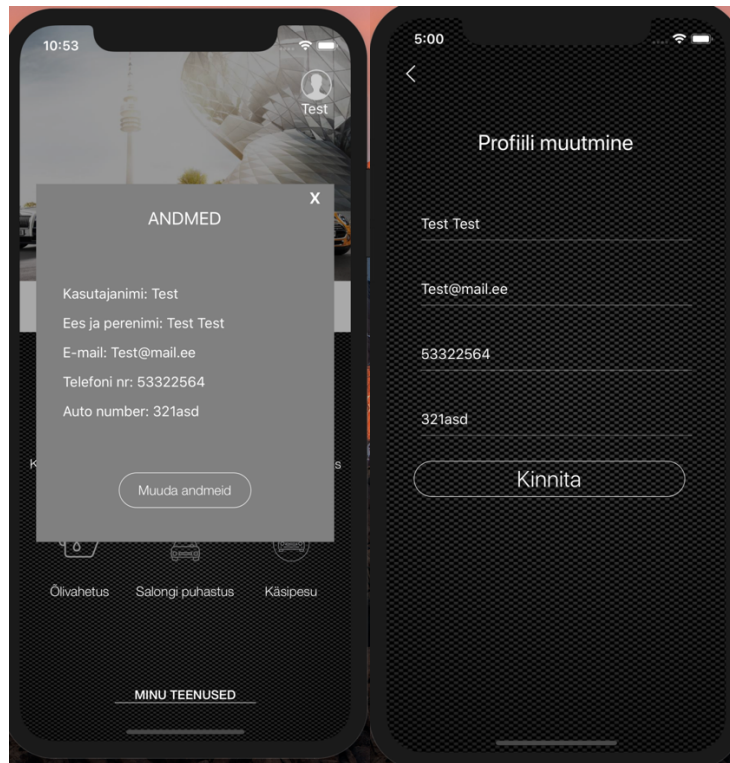 10:53
Test
X
ANDMED
Kasutajanimi: Test
Ees ja perenimi: Test Test
E-mail: Test@mail.ee
Telefoni nr: 53322564
Auto number: 321asd
K
s
Muuda andmeid
Õlivahetus Salongi puhastus Käsipesu
MINU TEENUSED
5:00
Profiili muutmine
Test Test
Test@mail.ee
53322564
321asd
Kinnita